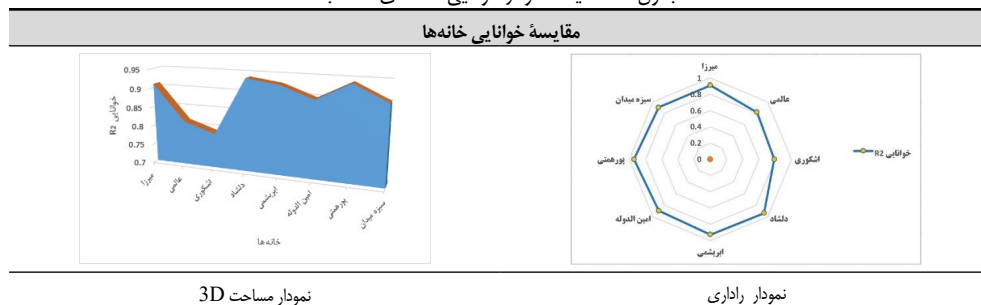 مقایسهٔ خوانایی خانه‌ها
میرزا
عالمی
اشکوری
دلشاد
ابریشمی
امین الدوله
پورهمتی
سبزه میدان
1
0.8
0.6
0.4
0.2
0
خوانایی R2
0.95
0.9
0.85
0.8
0.75
0.7
خوانایی R2
میرزا
عالمی
اشکوری
دلشاد
ابریشمی
امین الدوله
پورهمتی
سبزه میدان
خانه ها
نمودار راداری
نمودار مساحت 3D